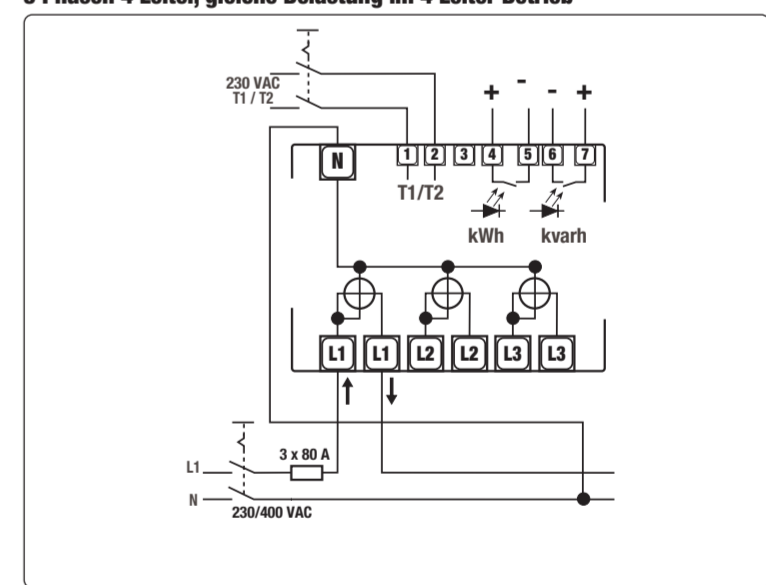 3 Phasen 4 Leiter, gleiche Belastung im 4 Leiter Betrieb
230 VAC
T1 / T2
+ - - +
N 1 2 3 4 5 6 7
T1/T2
kWh kvarh
L1 L1 L2 L2 L3 L3
3 x 80 A
L1
N
230/400 VAC